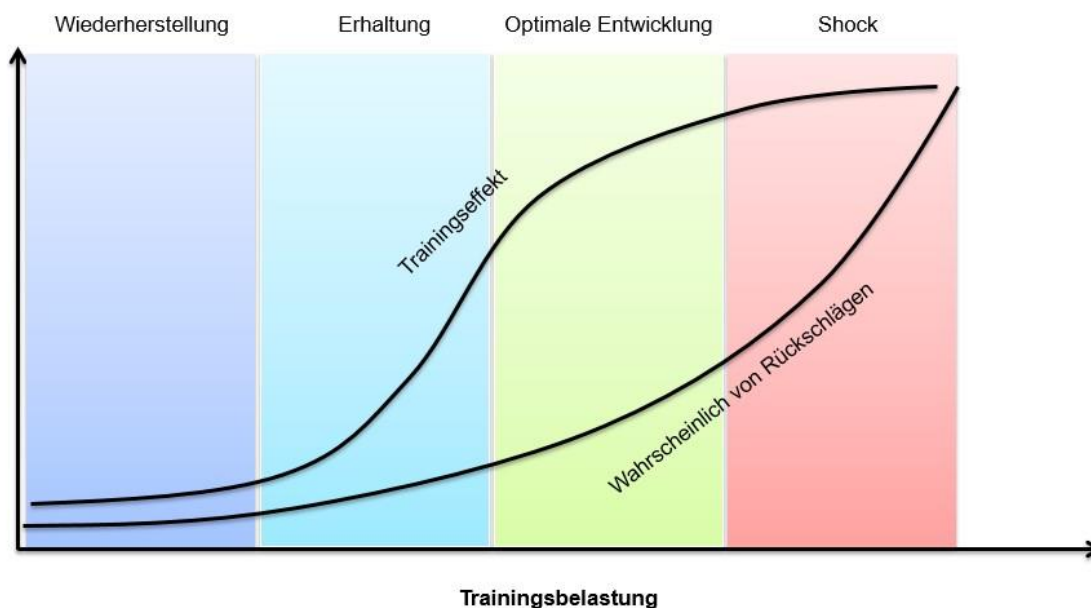 Wiederherstellung
Erhaltung
Optimale Entwicklung
Shock
Trainingseffekt
Wahrscheinlich von Rückschlägen
Trainingsbelastung